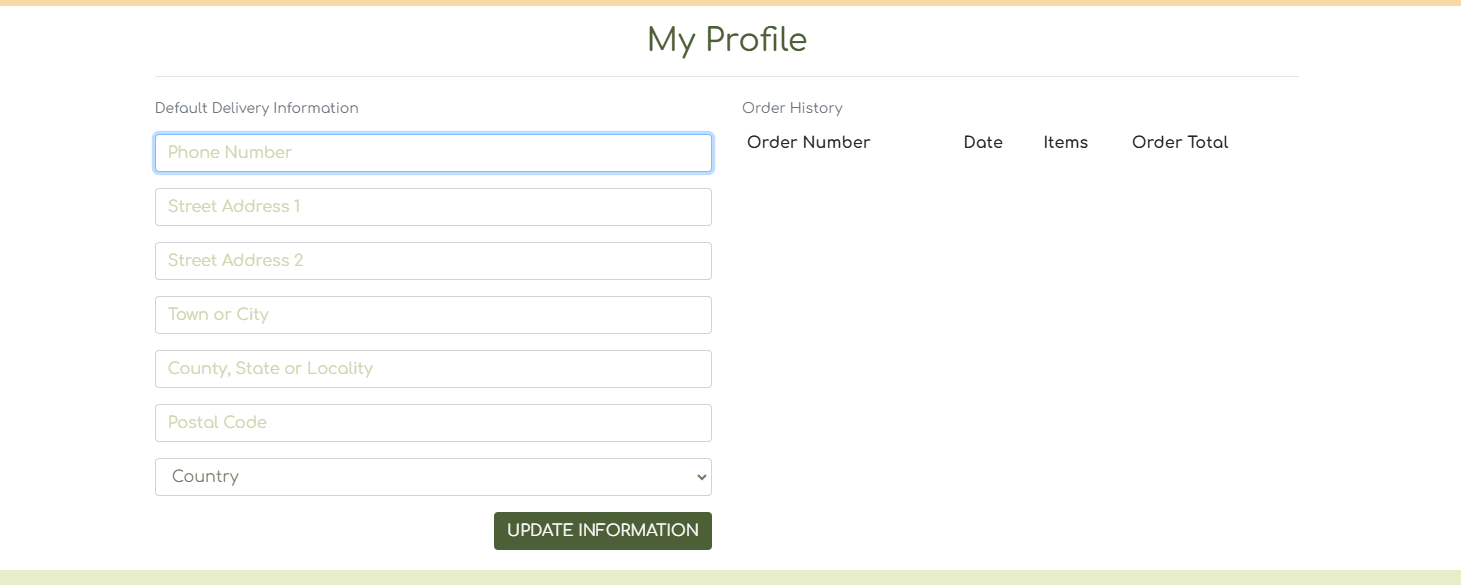 My Profile
Default Delivery Information
Phone Number
Street Address 1
Street Address 2
Town or City
County, State or Locality
Postal Code
Country
UPDATE INFORMATION
Order History
Order Number Date Items Order Total